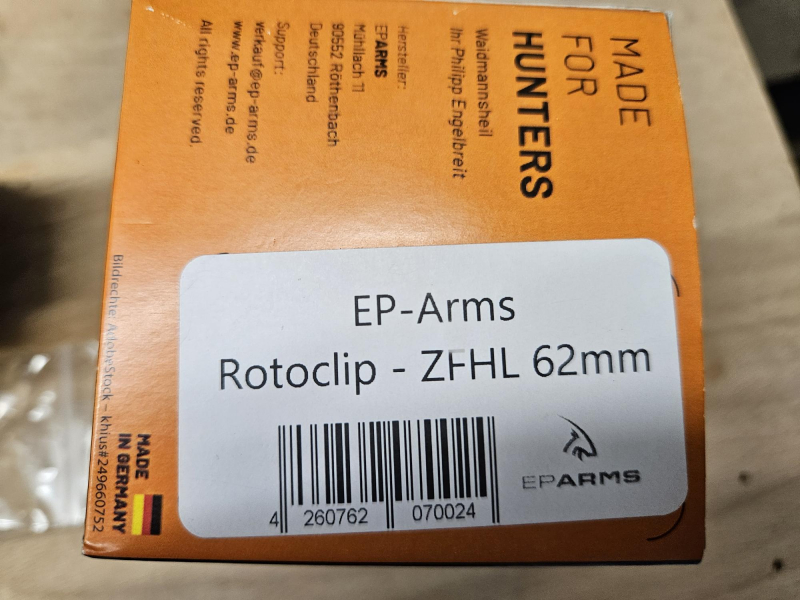 MADE
FOR
HUNTERS
Waidmannsheil
Ihr Philipp Engelbreit
Hersteller:
EPARMS
Mühllach 11
90552 Röthenbach
Deutschland
Support:
verkauf@ep-arms.de
www.ep-arms.de
All rights reserved.
EP-Arms
Rotoclip - ZFHL 62mm
4 260762 070024
EPARMS
MADE
IN GERMANY
Bildrechte: AdobeStock - khius#249660752